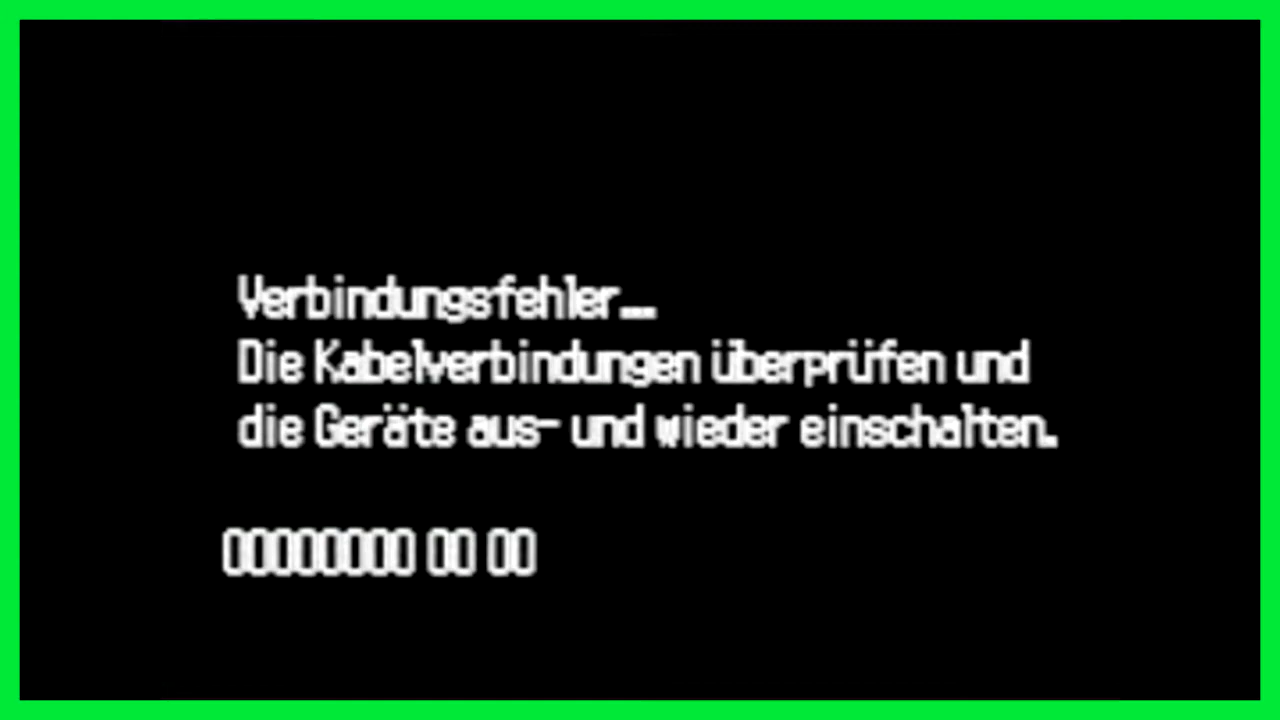 Verbindungsfehler...
Die Kabelverbindungen überprüfen und
die Geräte aus- und wieder einschalten.
00000000 00 00